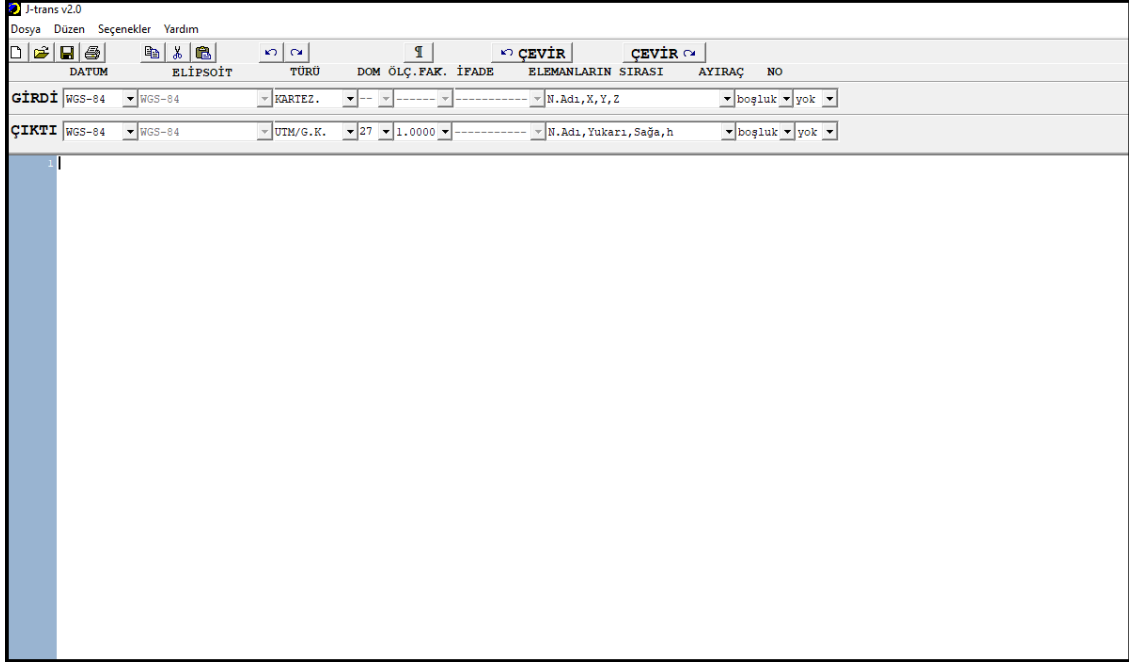 J-trans v2.0
Dosya Düzen Seçenekler Yardım
¶ ÇEVİR ÇEVİR
DATUM ELİPSOİT TÜRÜ DOM ÖLÇ.FAK. İFADE ELEMANLARIN SIRASI AYIRAÇ NO
GİRDİ WGS-84 WGS-84 KARTEZ. -- ------ ----------- N.Adı,X,Y,Z boşluk yok
ÇIKTI WGS-84 WGS-84 UTM/G.K. 27 1.0000 ----------- N.Adı,Yukarı,Sağa,h boşluk yok
1